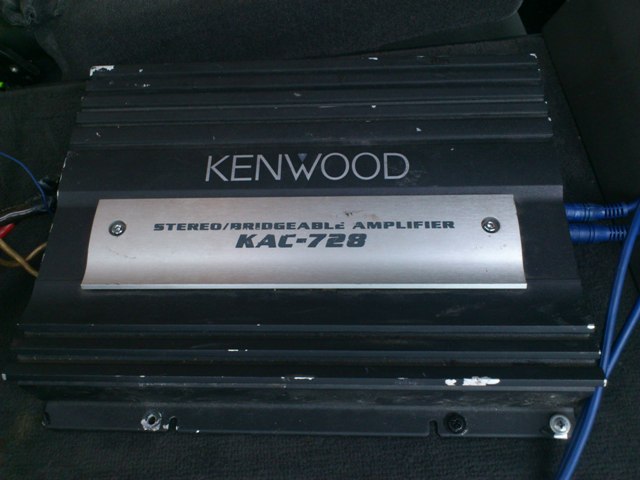 KENWOOD
STEREO/BRIDGEABLE AMPLIFIER
KAC-728